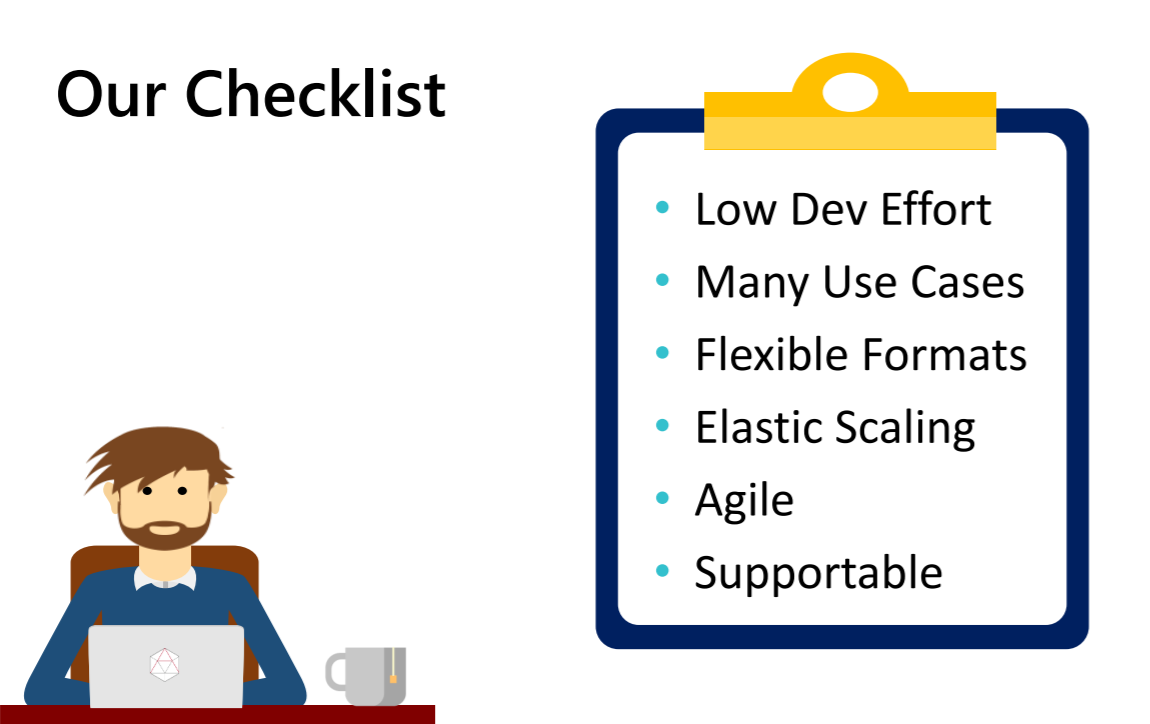 Our Checklist
• Low Dev Effort
• Many Use Cases
• Flexible Formats
• Elastic Scaling
• Agile
• Supportable